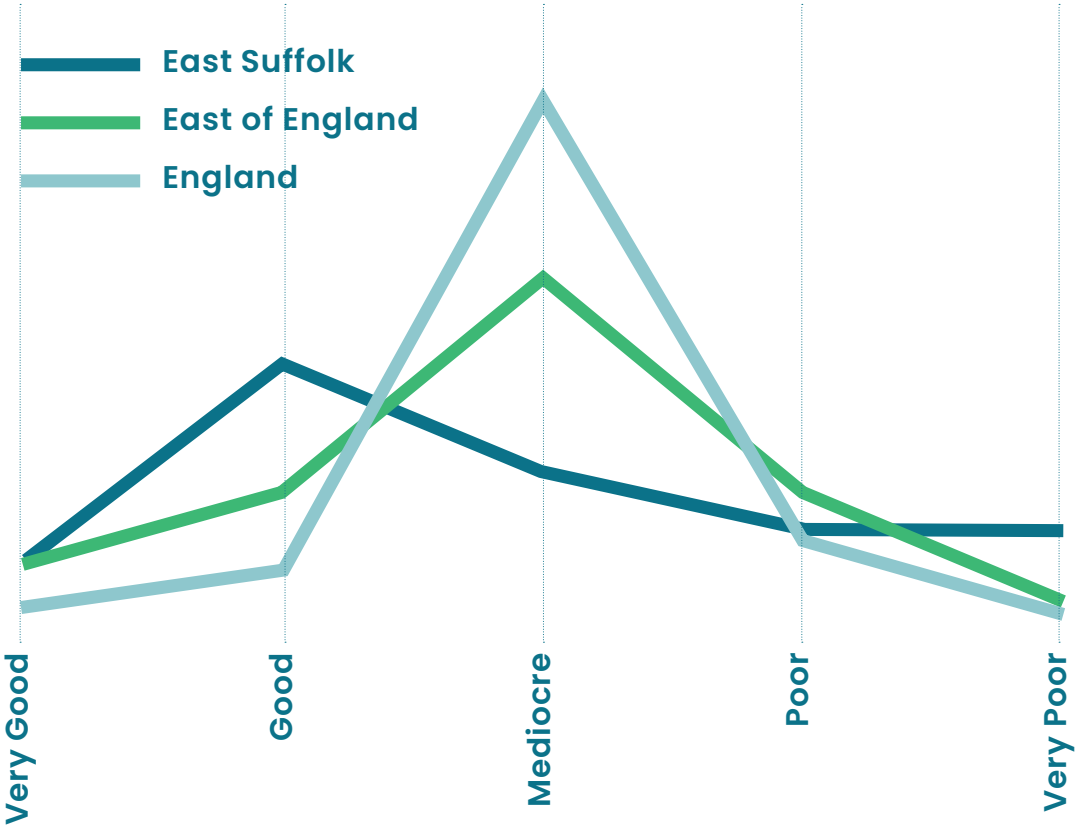 East Suffolk
East of England
England
Very Good
Good
Mediocre
Poor
Very Poor